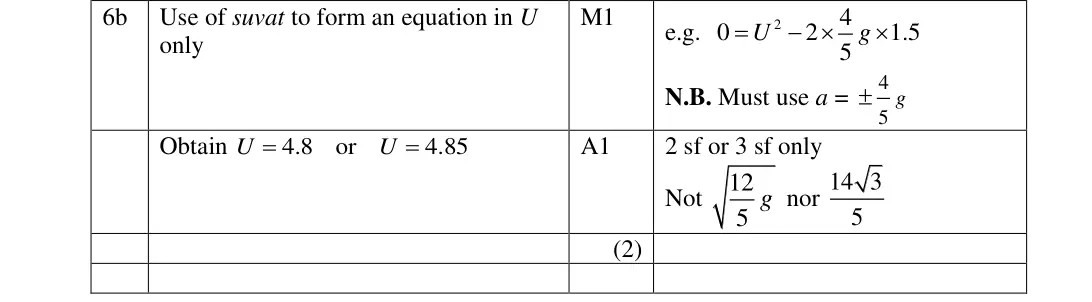 6b Use of suvat to form an equation in U only M1 e.g. 0 = U² − 2 × 4/5 g × 1.5
N.B. Must use a = ± 4/5 g
Obtain U = 4.8 or U = 4.85 A1 2 sf or 3 sf only
Not √(12/5 g) nor 14√3/5
(2)